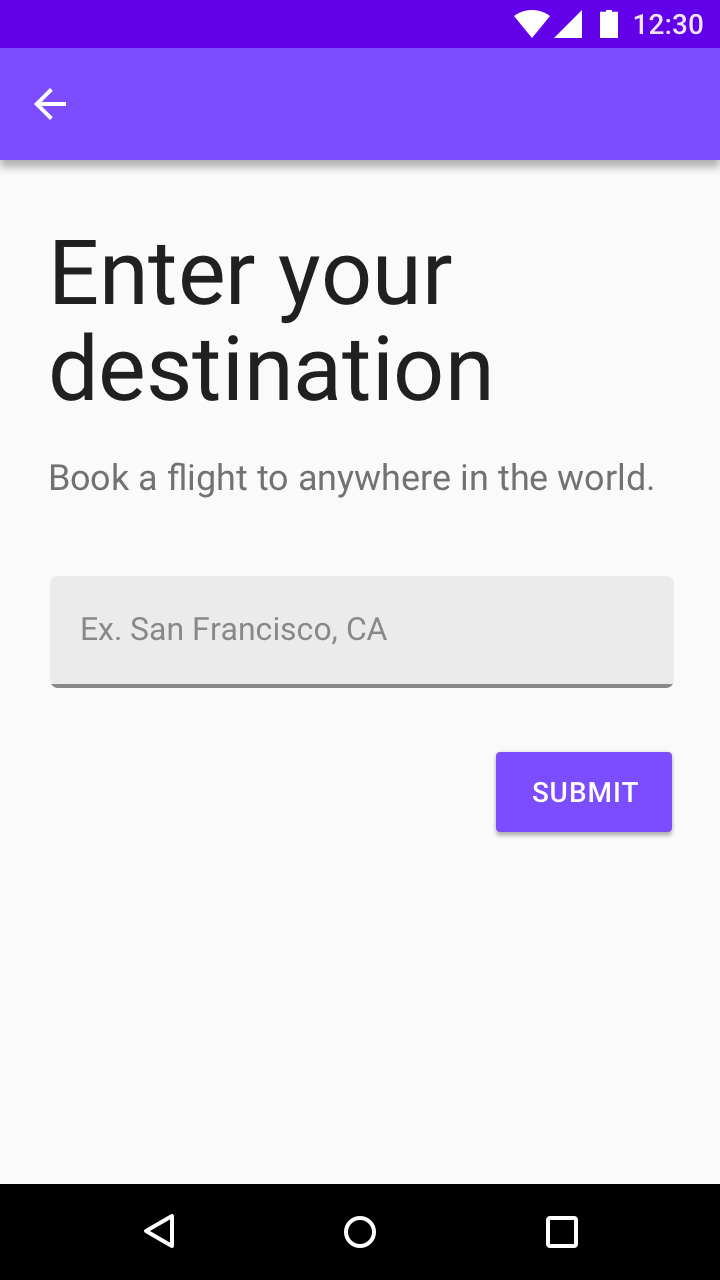 12:30
Enter your
destination
Book a flight to anywhere in the world.
Ex. San Francisco, CA
SUBMIT